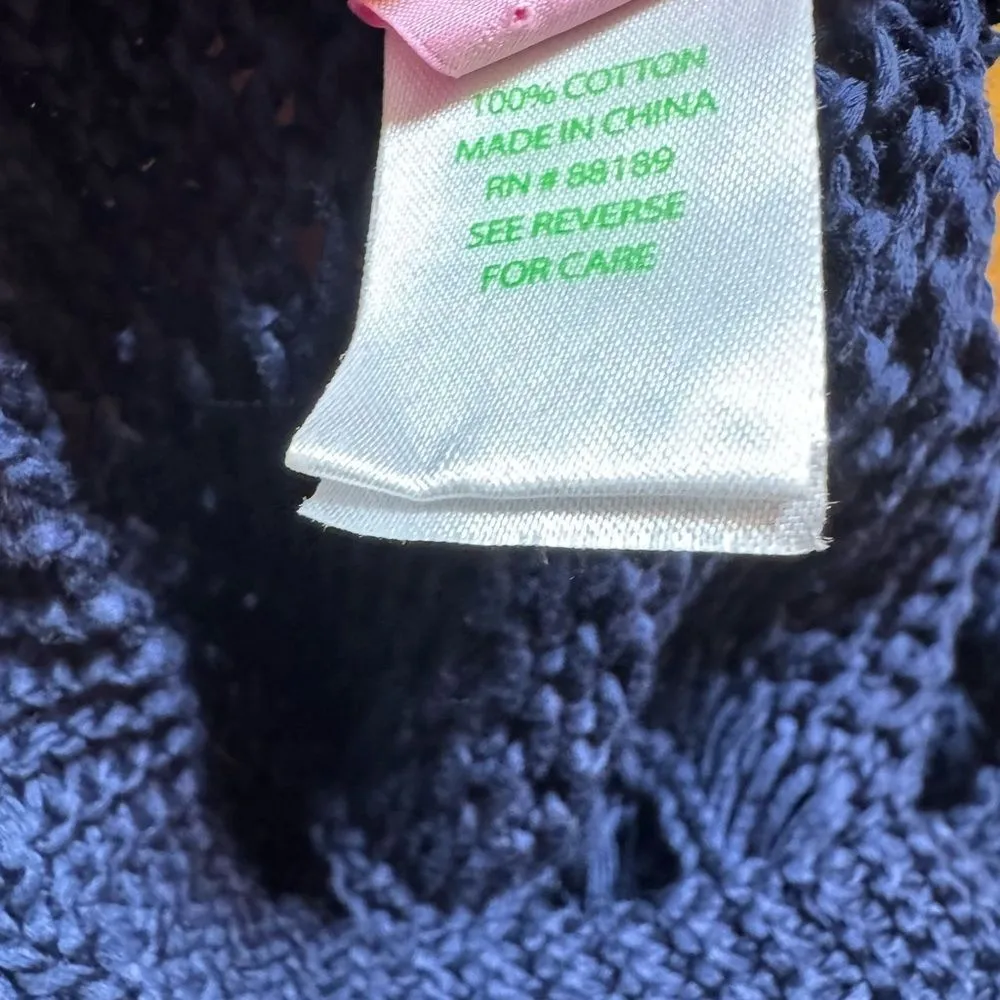 100% COTTON
MADE IN CHINA
RN # 88189
SEE REVERSE
FOR CARE